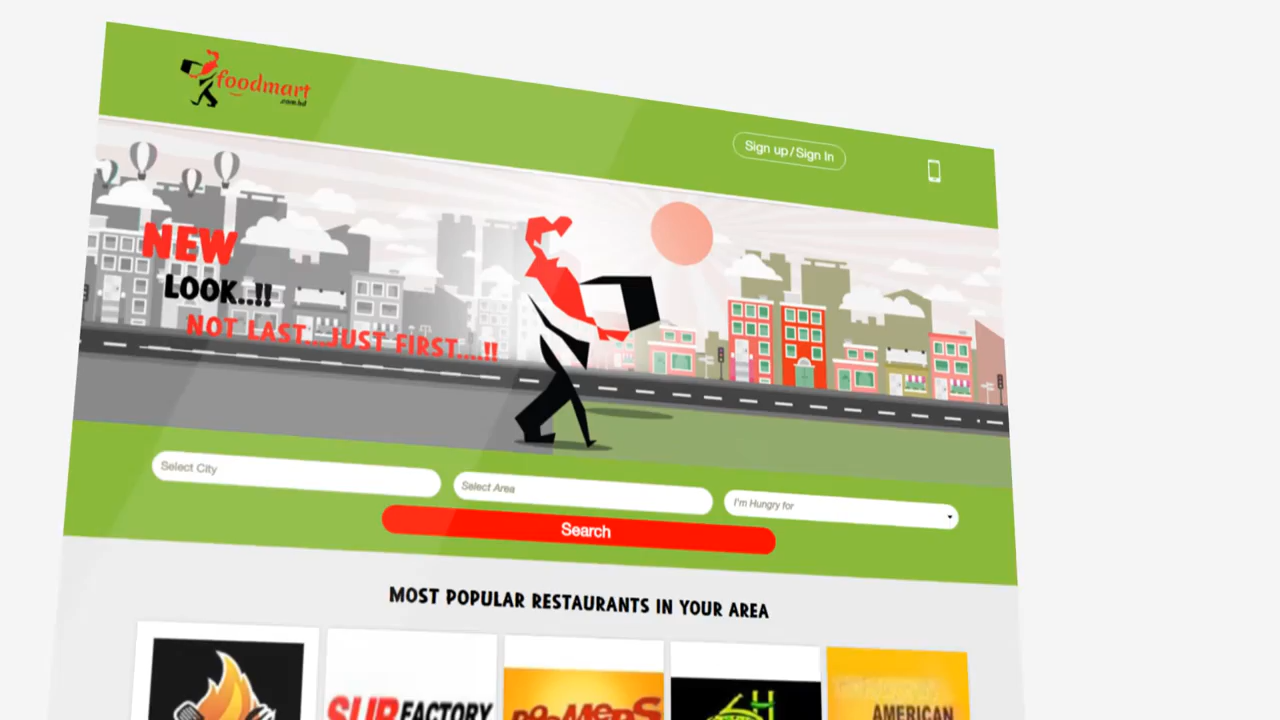 foodmart
.com.bd
Sign up/Sign In
NEW
LOOK..!!
NOT LAST...JUST FIRST....!!
Select City
Select Area
I'm Hungry for
Search
MOST POPULAR RESTAURANTS IN YOUR AREA
SUB FACTORY
BOOMERS
AMERICAN